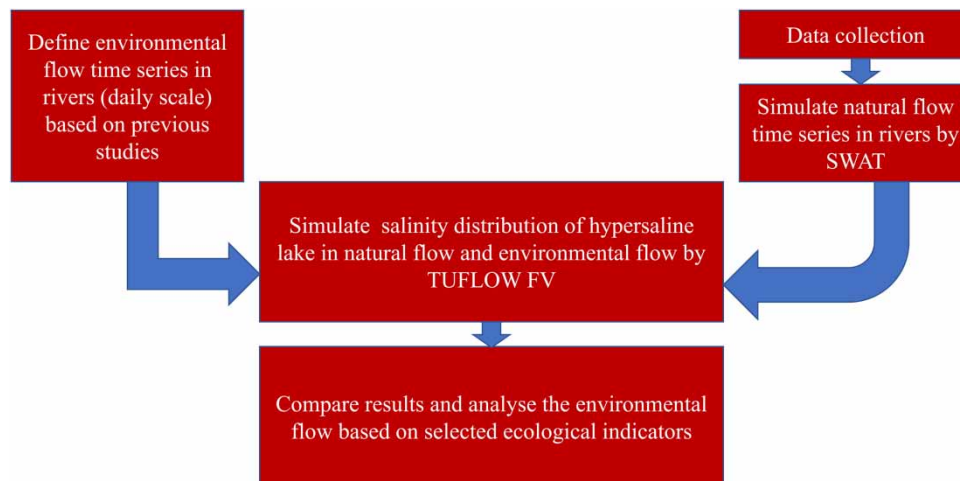 Define environmental
flow time series in
rivers (daily scale)
based on previous
studies
Data collection
Simulate natural flow
time series in rivers by
SWAT
Simulate salinity distribution of hypersaline
lake in natural flow and environmental flow by
TUFLOW FV
Compare results and analyse the environmental
flow based on selected ecological indicators